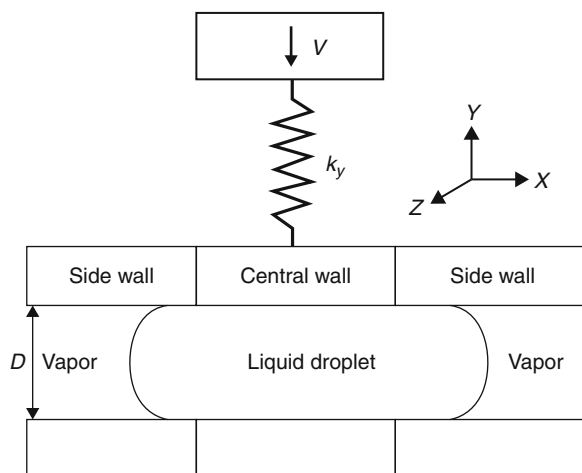 V
Y
k_y
X
Z
Side wall
Central wall
Side wall
D
Vapor
Liquid droplet
Vapor